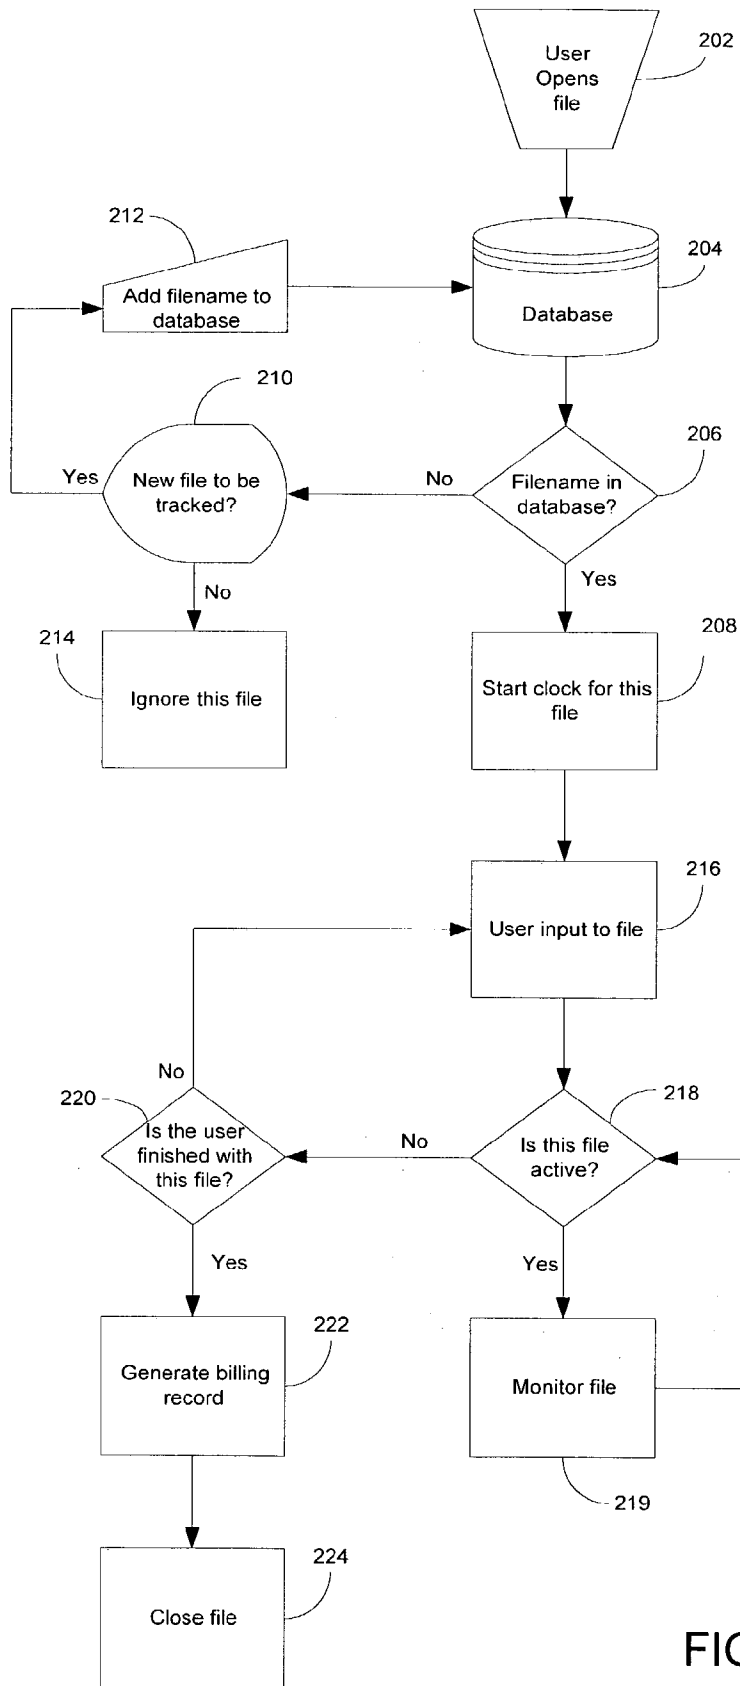 User
Opens
file
202
212
Add filename to
database
204
Database
210
206
Yes
New file to be
tracked?
No
Filename in
database?
No
Yes
214
Ignore this file
208
Start clock for this
file
216
User input to file
No
218
220
Is the user
finished with
this file?
No
Is this file
active?
Yes
Yes
222
Generate billing
record
Monitor file
219
224
Close file
FIG